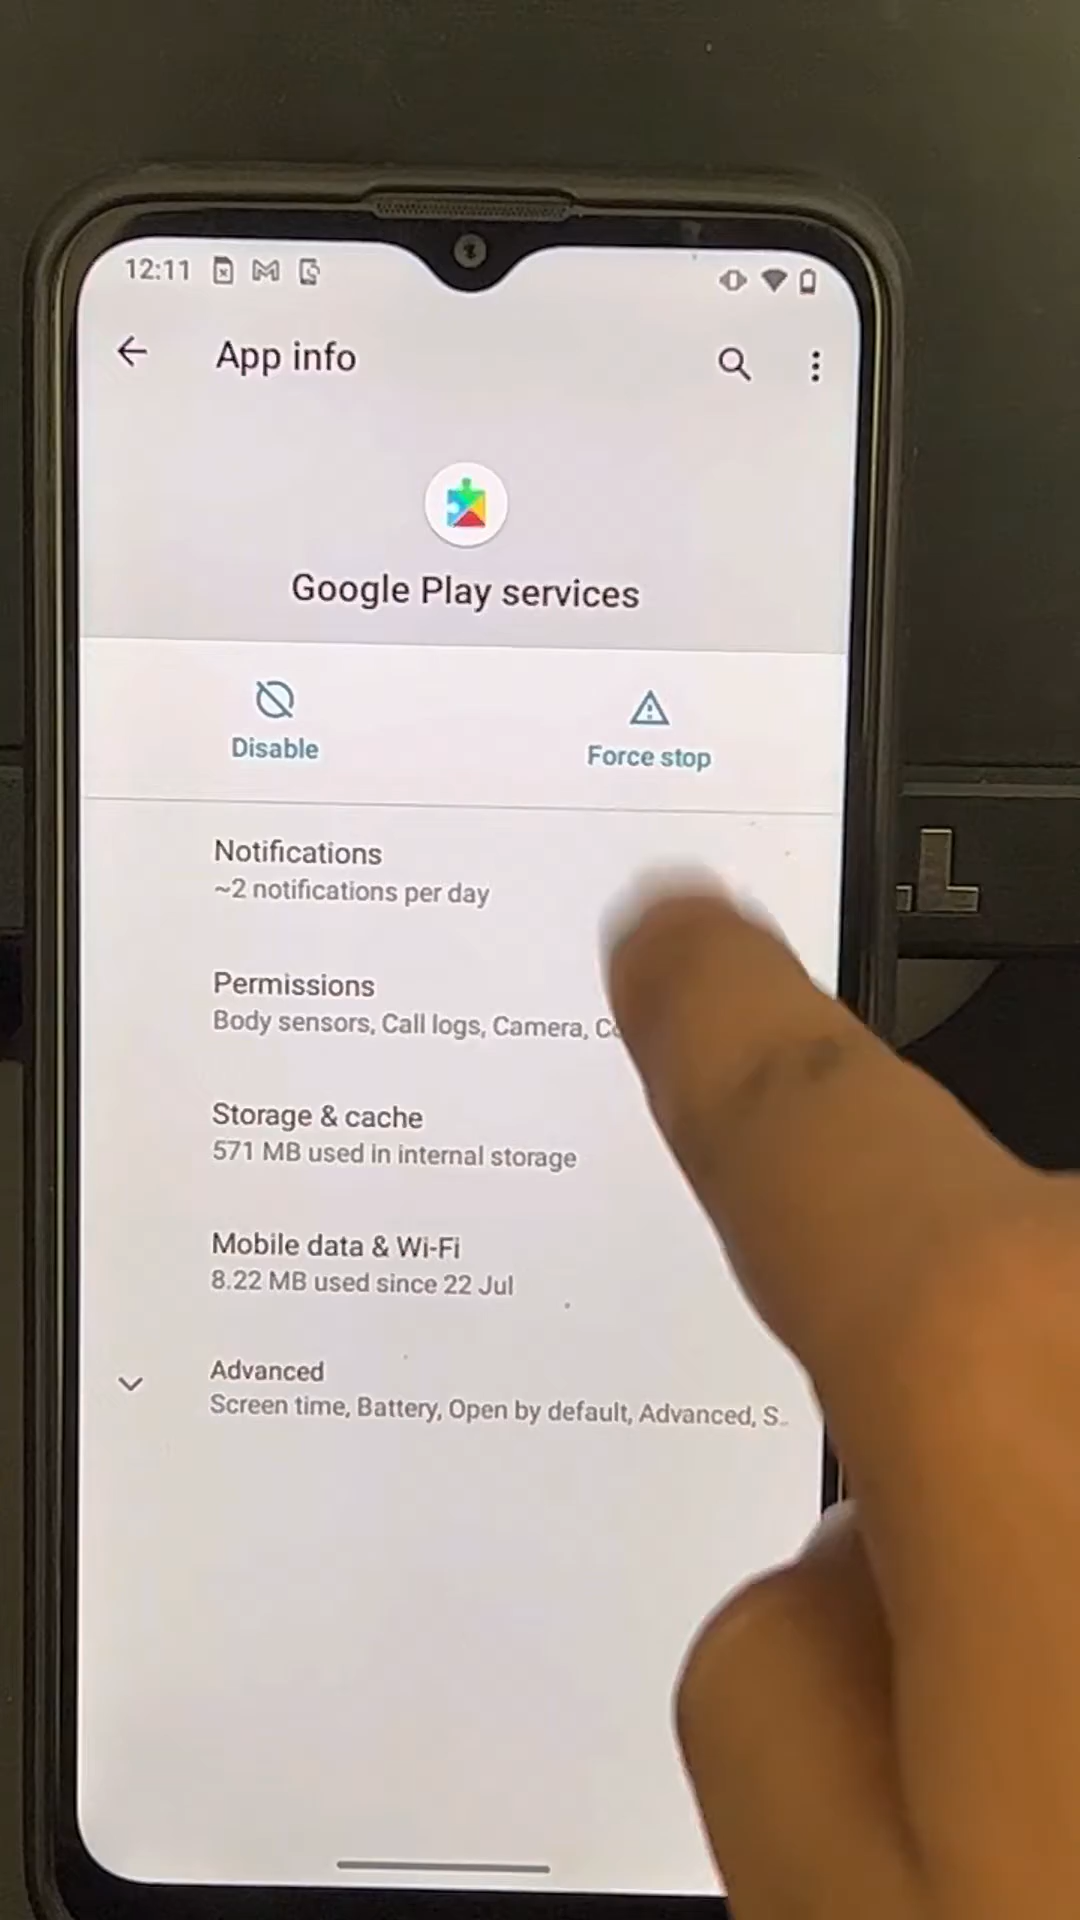 12:11
App info
Google Play services
Disable
Force stop
Notifications
~2 notifications per day
Permissions
Body sensors, Call logs, Camera,
Storage & cache
571 MB used in internal storage
Mobile data & Wi-Fi
8.22 MB used since 22 Jul
Advanced
Screen time, Battery, Open by default, Advanced, S..